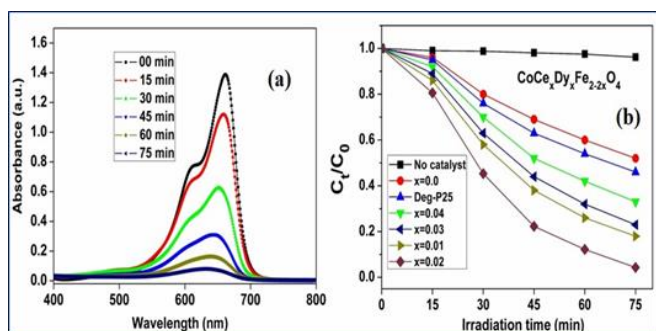 (a)
00 min
15 min
30 min
45 min
60 min
75 min
1.6
1.4
1.2
1.0
0.8
0.6
0.4
0.2
0.0
Absorbance (a.u.)
400 500 600 700 800
Wavelength (nm)
(b)
CoCeₓDyₓFe₂₋₂ₓO₄
No catalyst
x=0.0
Deg-P25
x=0.04
x=0.03
x=0.01
x=0.02
1.0
0.8
0.6
0.4
0.2
0.0
Cₜ/C₀
0 15 30 45 60 75
Irradiation time (min)